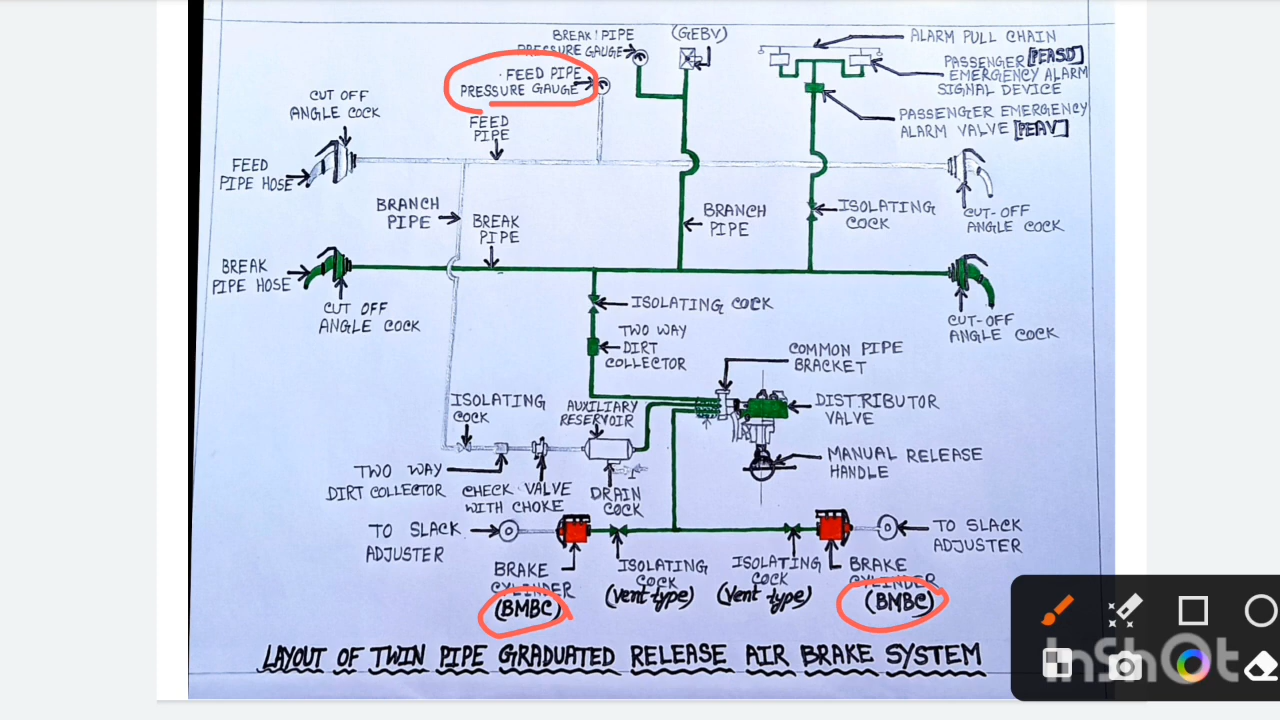 BREAK PIPE
PRESSURE GAUGE
(GEBV)
ALARM PULL CHAIN
FEED PIPE
PRESSURE GAUGE
PASSENGER [PEASD]
EMERGENCY ALARM
SIGNAL DEVICE
CUT OFF
ANGLE COCK
FEED
PIPE
PASSENGER EMERGENCY
ALARM VALVE [PEAV]
FEED
PIPE HOSE
BRANCH
PIPE
BREAK
PIPE
BRANCH
PIPE
ISOLATING
COCK
CUT-OFF
ANGLE COCK
BREAK
PIPE HOSE
CUT OFF
ANGLE COCK
ISOLATING COCK
CUT-OFF
ANGLE COCK
TWO WAY
DIRT
COLLECTOR
COMMON PIPE
BRACKET
ISOLATING
COCK
AUXILIARY
RESERVOIR
DISTRIBUTOR
VALVE
MANUAL RELEASE
HANDLE
TWO WAY
DIRT COLLECTOR
CHECK VALVE
WITH CHOKE
DRAIN
COCK
TO SLACK
ADJUSTER
TO SLACK
ADJUSTER
BRAKE
CYLINDER
(BMBC)
ISOLATING
COCK
(vent type)
ISOLATING
COCK
(vent type)
BRAKE
CYLINDER
(BMBC)
LAYOUT OF TWIN PIPE GRADUATED RELEASE AIR BRAKE SYSTEM
InShOt